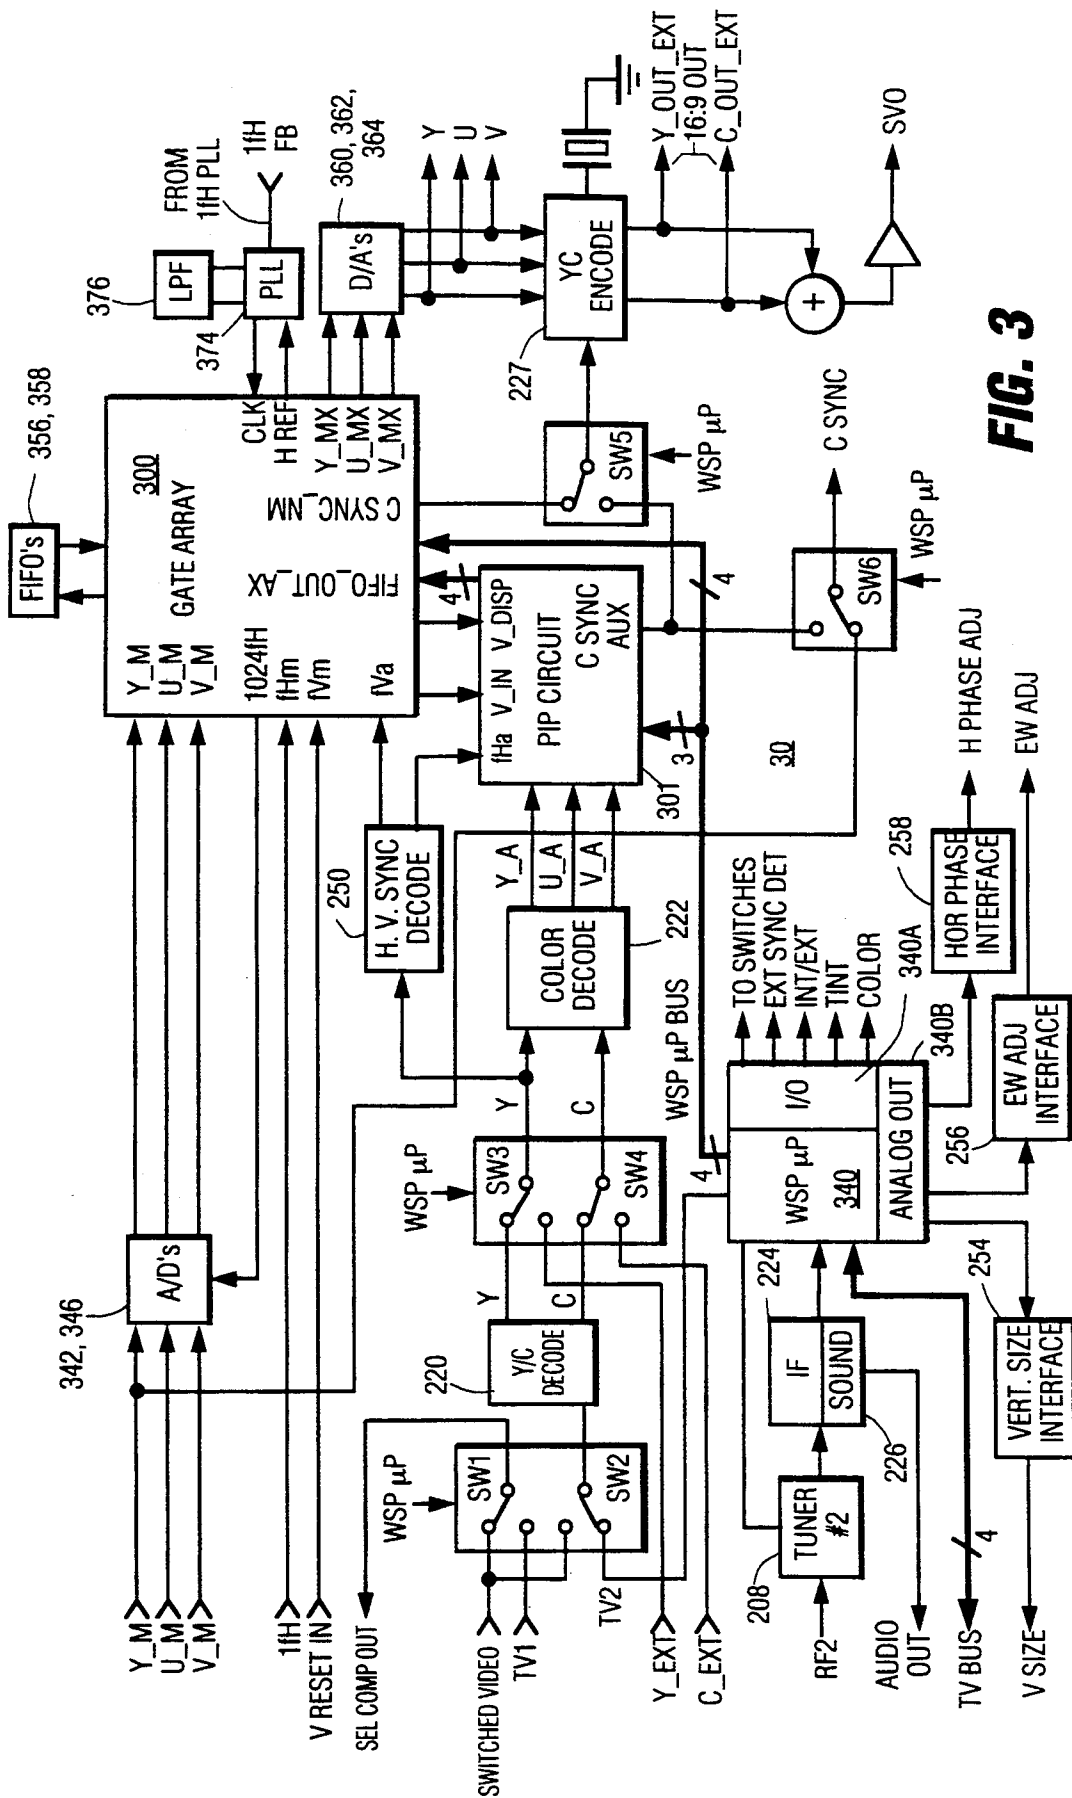 FIFO's
356, 358
376
LPF
374
PLL
FROM
1fH PLL
1fH
FB
360, 362,
364
D/A's
Y
U
V
342, 346
A/D's
Y_M
U_M
V_M
Y_M
U_M
V_M
1024fH
fHm
fVm
fVa
300
GATE ARRAY
CLK
H REF
Y_MX
U_MX
V_MX
C SYNC_NM
FIFO_OUT_AX
1fH
V RESET IN
SEL COMP OUT
250
H. V. SYNC
DECODE
4
fHa
V_IN
V_DISP
PIP CIRCUIT
C SYNC
AUX
301
3
4
SW5
WSP μP
227
YC
ENCODE
Y_OUT_EXT
16:9 OUT
C_OUT_EXT
+
SVO
SWITCHED VIDEO
TV1
TV2
WSP μP
SW1
SW2
220
Y/C
DECODE
Y
C
WSP μP
SW3
SW4
Y
C
COLOR
DECODE
222
Y_A
U_A
V_A
30
SW6
WSP μP
C SYNC
Y_EXT
C_EXT
WSP μP BUS
4
RF2
208
TUNER
#2
224
IF
SOUND
226
WSP μP
340
I/O
ANALOG OUT
340A
340B
TO SWITCHES
EXT SYNC DET
INT/EXT
TINT
COLOR
258
HOR PHASE
INTERFACE
H PHASE ADJ
256
EW ADJ
INTERFACE
EW ADJ
254
VERT. SIZE
INTERFACE
AUDIO
OUT
TV BUS
4
V SIZE
FIG. 3